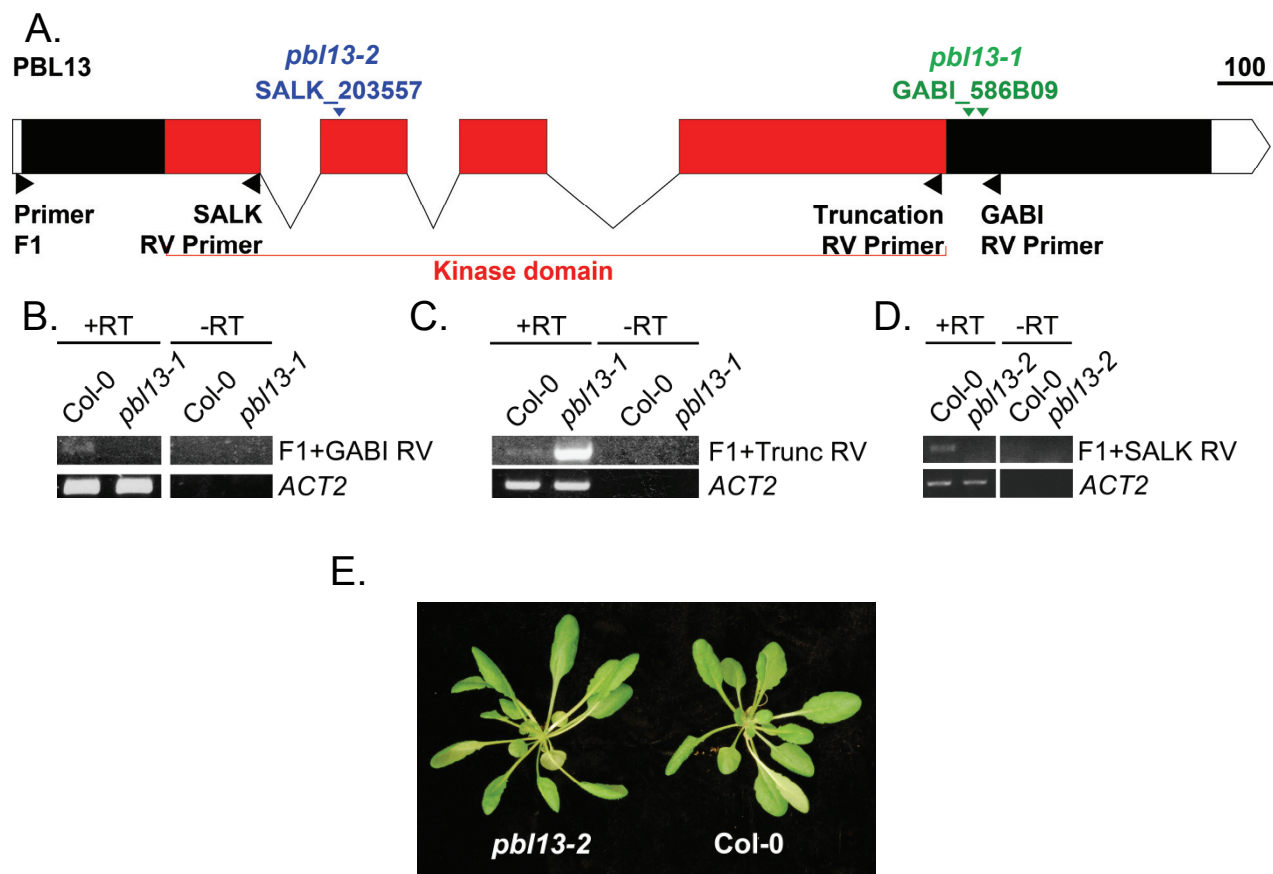 A.
PBL13
pbl13-2
SALK_203557
pbl13-1
GABI_586B09
100
Primer
F1
SALK
RV Primer
Truncation
RV Primer
GABI
RV Primer
Kinase domain
B.
+RT
-RT
Col-0
pbl13-1
Col-0
pbl13-1
F1+GABI RV
ACT2
C.
+RT
-RT
Col-0
pbl13-1
Col-0
pbl13-1
F1+Trunc RV
ACT2
D.
+RT
-RT
Col-0
pbl13-2
Col-0
pbl13-2
F1+SALK RV
ACT2
E.
pbl13-2
Col-0